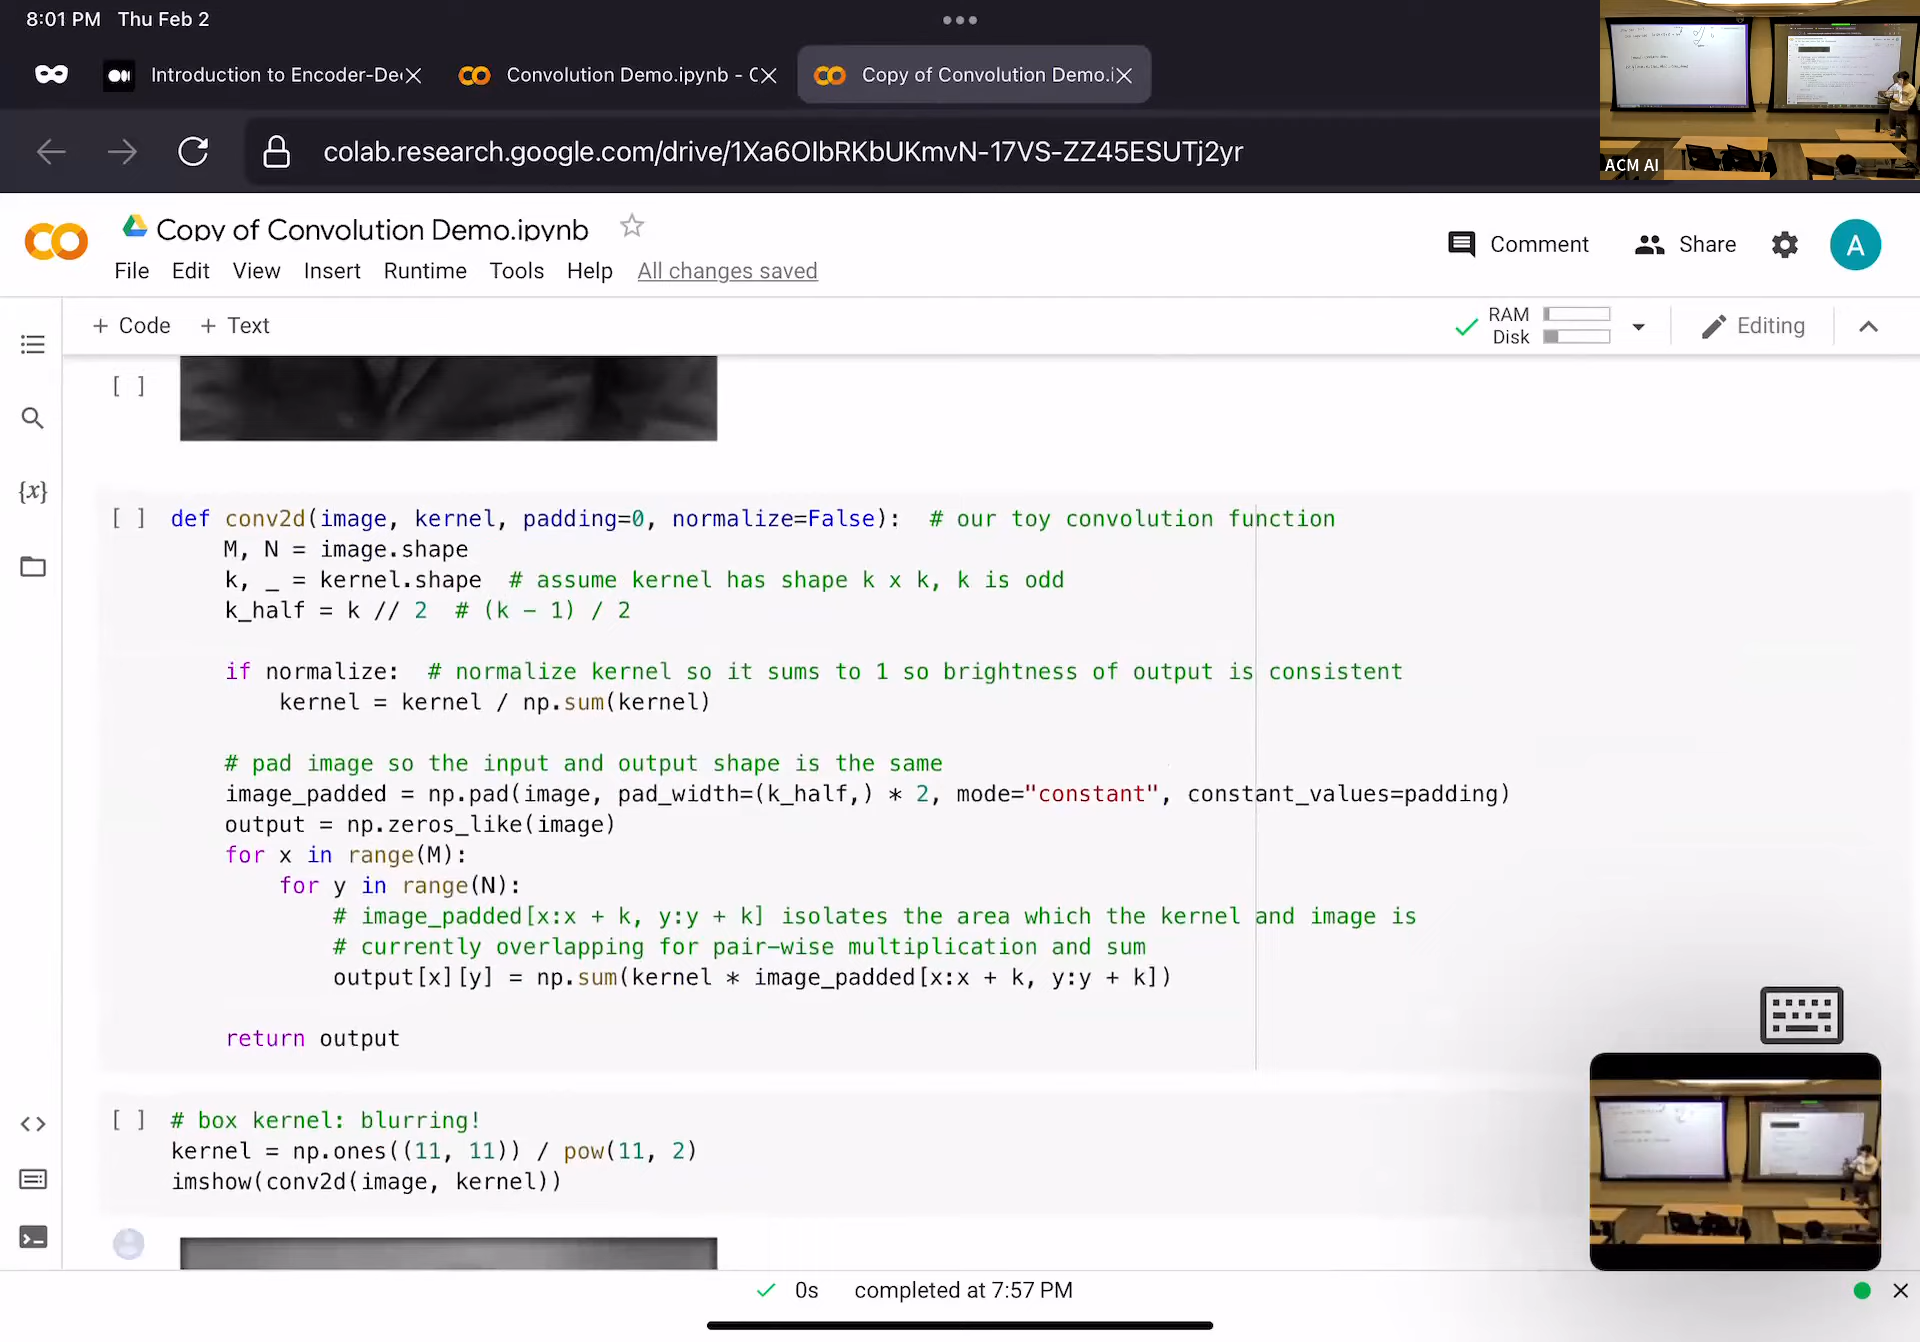 8:01 PM Thu Feb 2
Introduction to Encoder-De
Convolution Demo.ipynb - C
Copy of Convolution Demo.i
colab.research.google.com/drive/1Xa6OIbRKbUKmvN-17VS-ZZ45ESUTj2yr
ACM AI
Copy of Convolution Demo.ipynb
Comment Share A
File Edit View Insert Runtime Tools Help All changes saved
+ Code + Text
RAM
Disk
Editing
[ ]
{x}
[ ] def conv2d(image, kernel, padding=0, normalize=False): # our toy convolution function
M, N = image.shape
k, _ = kernel.shape # assume kernel has shape k x k, k is odd
k_half = k // 2 # (k - 1) / 2
if normalize: # normalize kernel so it sums to 1 so brightness of output is consistent
kernel = kernel / np.sum(kernel)
# pad image so the input and output shape is the same
image_padded = np.pad(image, pad_width=(k_half,) * 2, mode="constant", constant_values=padding)
output = np.zeros_like(image)
for x in range(M):
for y in range(N):
# image_padded[x:x + k, y:y + k] isolates the area which the kernel and image is
# currently overlapping for pair-wise multiplication and sum
output[x][y] = np.sum(kernel * image_padded[x:x + k, y:y + k])
return output
[ ] # box kernel: blurring!
kernel = np.ones((11, 11)) / pow(11, 2)
imshow(conv2d(image, kernel))
0s completed at 7:57 PM